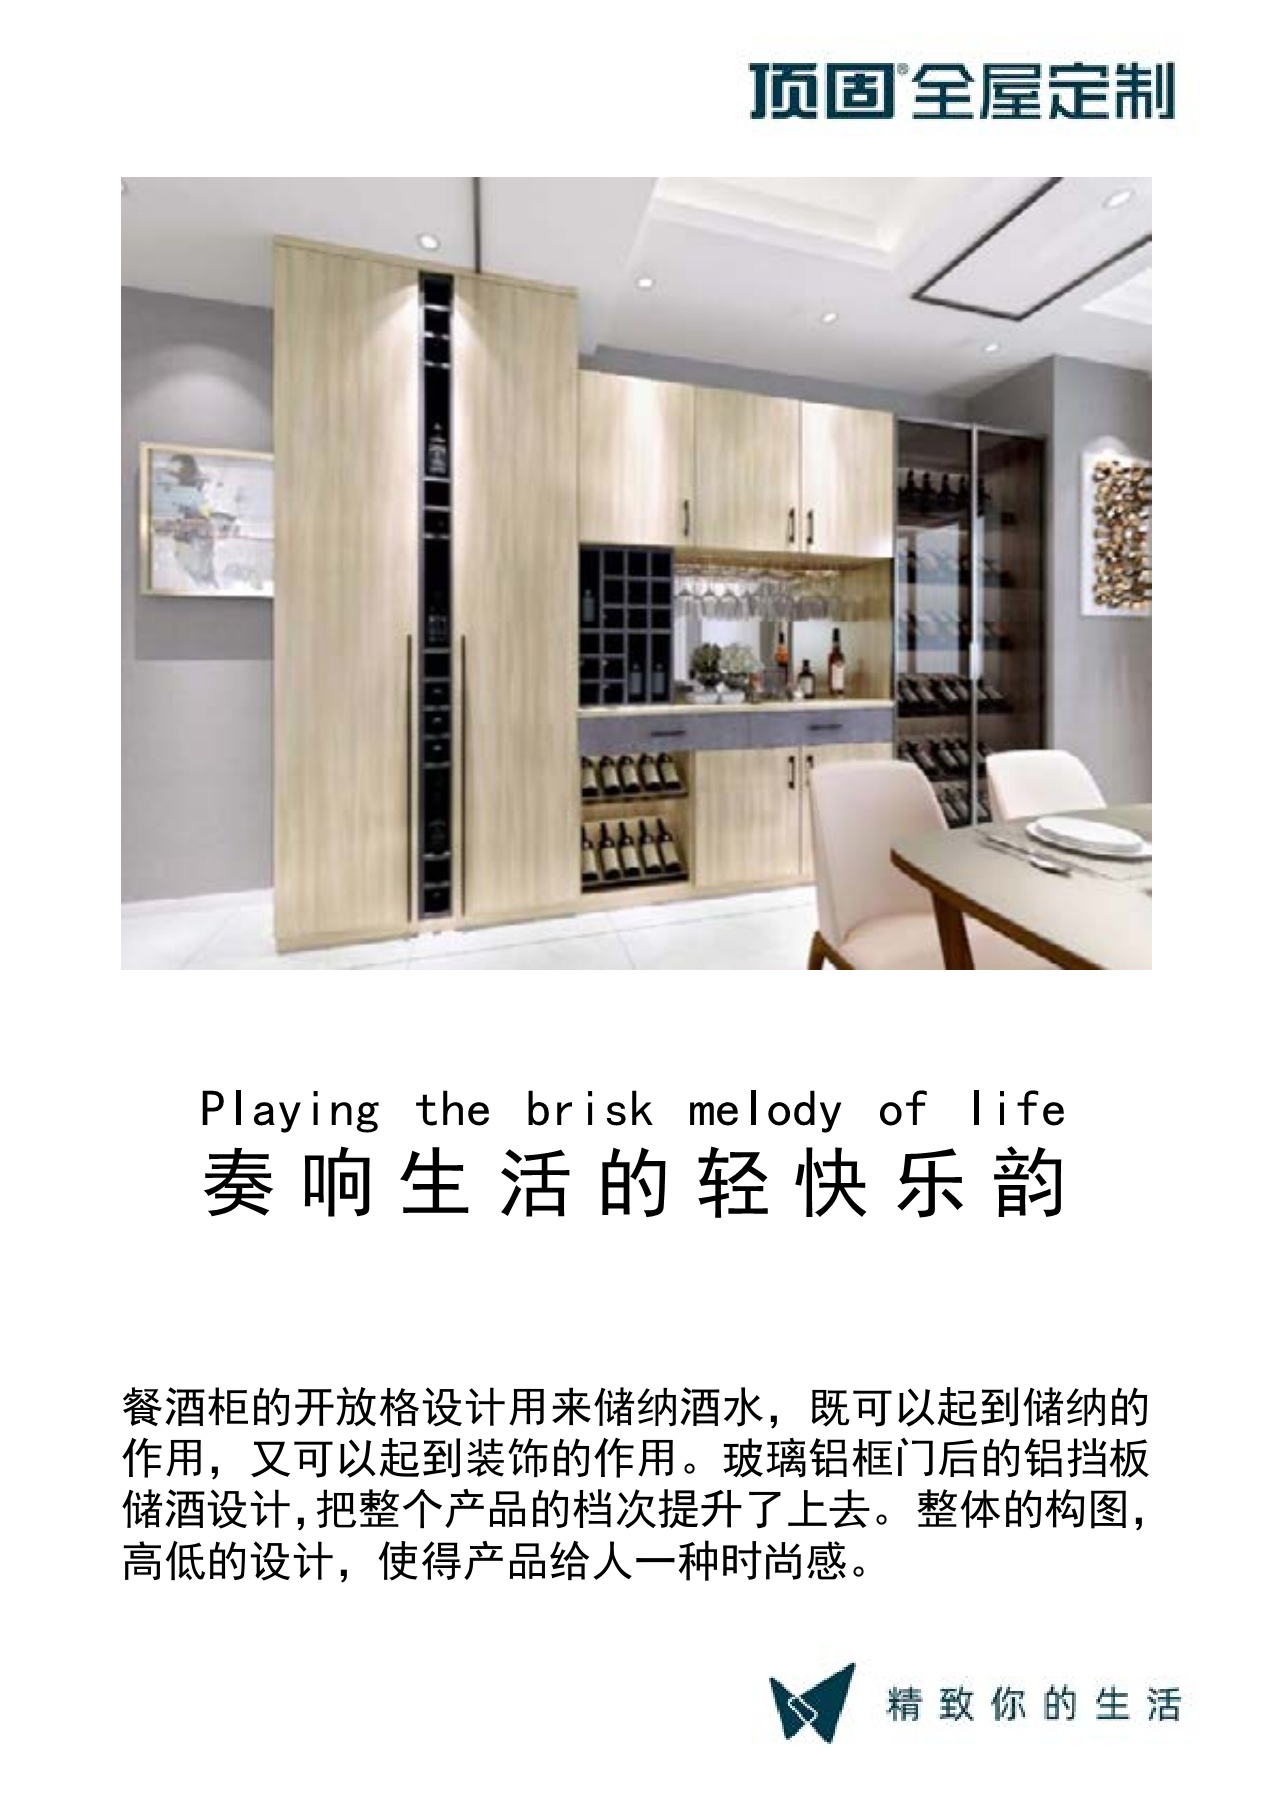 顶固®全屋定制
Playing the brisk melody of life
奏响生活的轻快乐韵
餐酒柜的开放格设计用来储纳酒水，既可以起到储纳的
作用，又可以起到装饰的作用。玻璃铝框门后的铝挡板
储酒设计，把整个产品的档次提升了上去。整体的构图，
高低的设计，使得产品给人一种时尚感。
精致你的生活